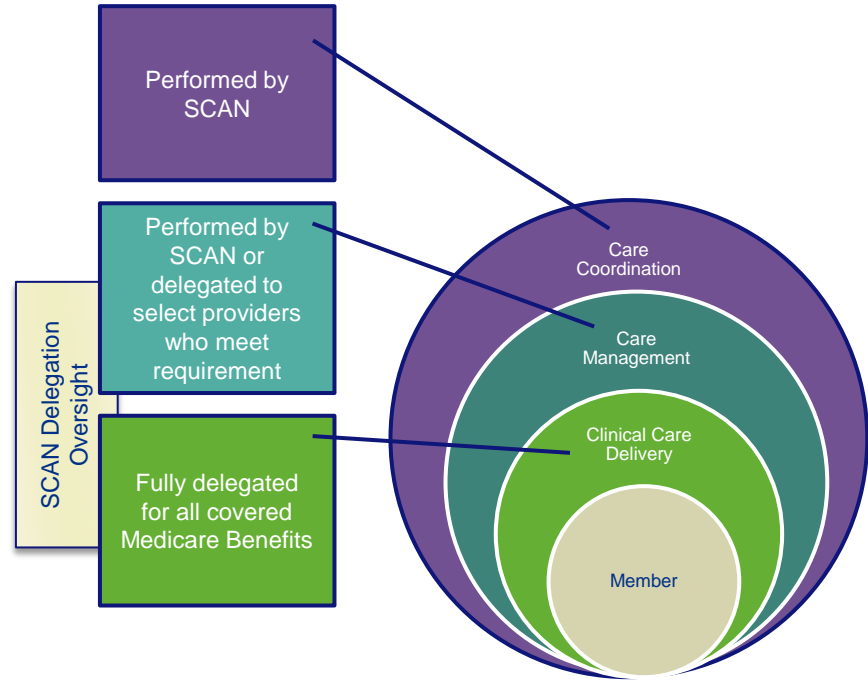 Performed by
SCAN
Performed by
SCAN or
delegated to
select providers
who meet
requirement
SCAN Delegation
Oversight
Fully delegated
for all covered
Medicare Benefits
Care
Coordination
Care
Management
Clinical Care
Delivery
Member